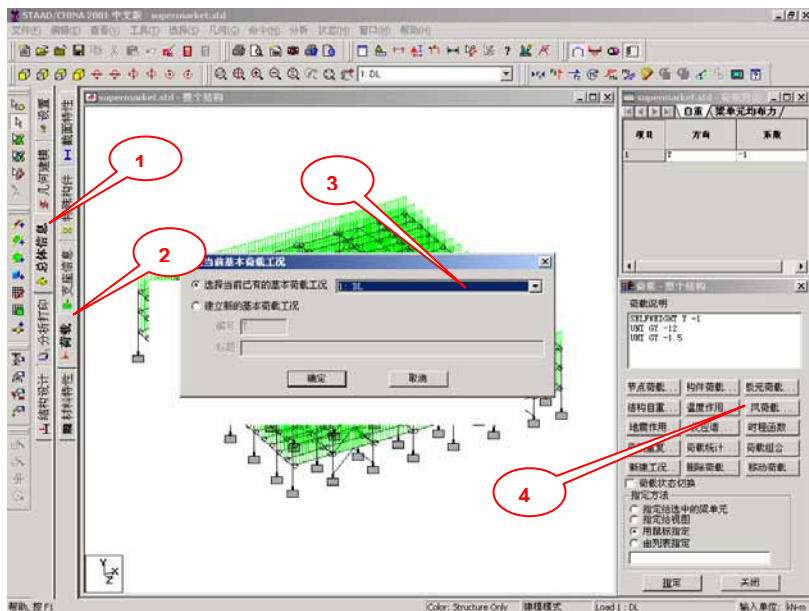 STAAD/CHINA 2001 中文版 - supermarket.std
文件(F) 编辑(E) 查看(V) 工具(T) 选择(S) 几何(G) 命令(M) 分析 状态(M) 窗口(W) 帮助(H)
1: DL
设置
几何建模
总体信息
分析打印
结构设计
截面特性
特殊构件
支座信息
荷载
材料特性
supermarket.std - 整个结构
1
2
3
4
当前基本荷载工况
选择当前已有的基本荷载工况 1: DL
建立新的基本荷载工况
编号
标题
确定 取消
Y
X
Z
supermarket.std -
自重 梁单元均布力
项目 方向 系数
1 Y -1
荷载 - 整个结构
荷载说明
SELFWEIGHT Y -1
UNI GY -12
UNI GY -1.5
节点荷载... 构件荷载... 板元荷载...
结构自重... 温度作用... 风荷载...
地震作用 反应谱... 时程函数
荷载统计... 荷载组合...
新建工况... 删除荷载... 移动荷载...
荷载状态切换
指定方法
指定给选中的梁单元
指定给视图
用鼠标指定
由列表指定
指定 关闭
帮助, 按 F1 Color: Structure Only 建模模式 Load 1 : DL 输入单位: kN-m